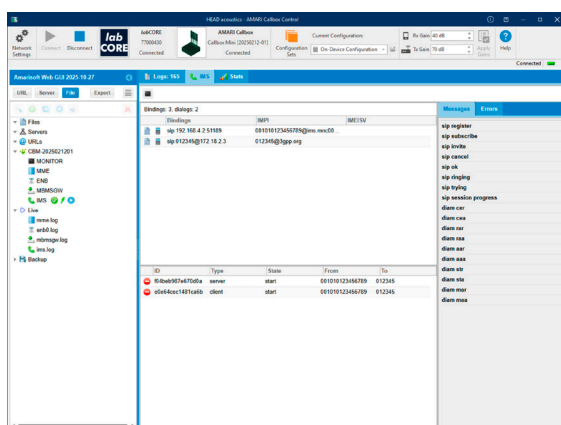 HEAD acoustics - AMARI Callbox Control
Network Settings
Connect
Disconnect
lab CORE
labCORE
77000430
Connected
AMARI Callbox
Callbox Mini [20250212-01]
Connected
Configuration Sets
Current Configuration:
On-Device Configuration
Rx Gain 40 dB
Tx Gain 70 dB
Apply Gains
Help
Connected
Amarisoft Web GUI 2025-10-27
Logs: 165
IMS
Stats
URL
Server
File
Export
Files
Servers
URLs
CBM-2025021201
MONITOR
MME
ENB
MBMSGW
IMS
Live
mme.log
enb0.log
mbmsgw.log
ims.log
Backup
Bindings: 3, dialogs: 2
Bindings IMPI IMEISV
sip:192.168.4.2:51189 001010123456789@ims.mnc00...
sip:012345@172.18.2.3 012345@3gpp.org
ID Type State From To
server start 001010123456789 012345
client start 001010123456789 012345
Messages Errors
sip register
sip subscribe
sip invite
sip cancel
sip ok
sip ringing
sip trying
sip session progress
diam cer
diam cea
diam rar
diam raa
diam aar
diam aaa
diam str
diam sta
diam mar
diam maa